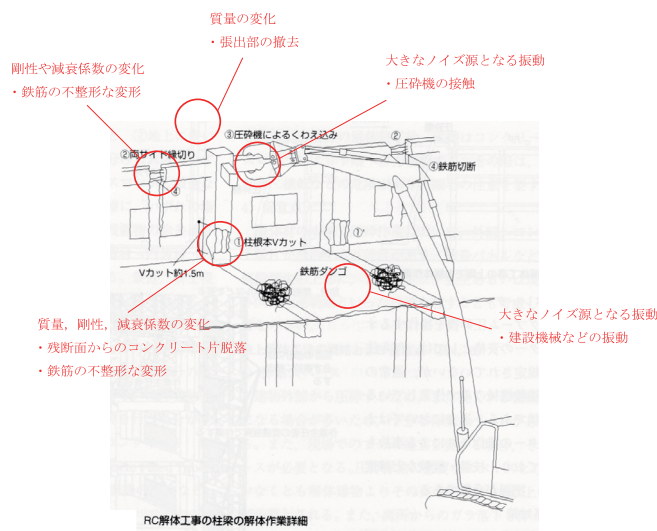 質量の変化
・張出部の撤去
大きなノイズ源となる振動
・圧砕機の接触
剛性や減衰係数の変化
・鉄筋の不整形な変形
③圧砕機によるくわえ込み
②
②両サイド縁切り
④鉄筋切断
④
①柱根本Vカット
①'
Vカット約1.5m
鉄筋ダンゴ
大きなノイズ源となる振動
・建設機械などの振動
質量，剛性，減衰係数の変化
・残断面からのコンクリート片脱落
・鉄筋の不整形な変形
RC解体工事の柱梁の解体作業詳細